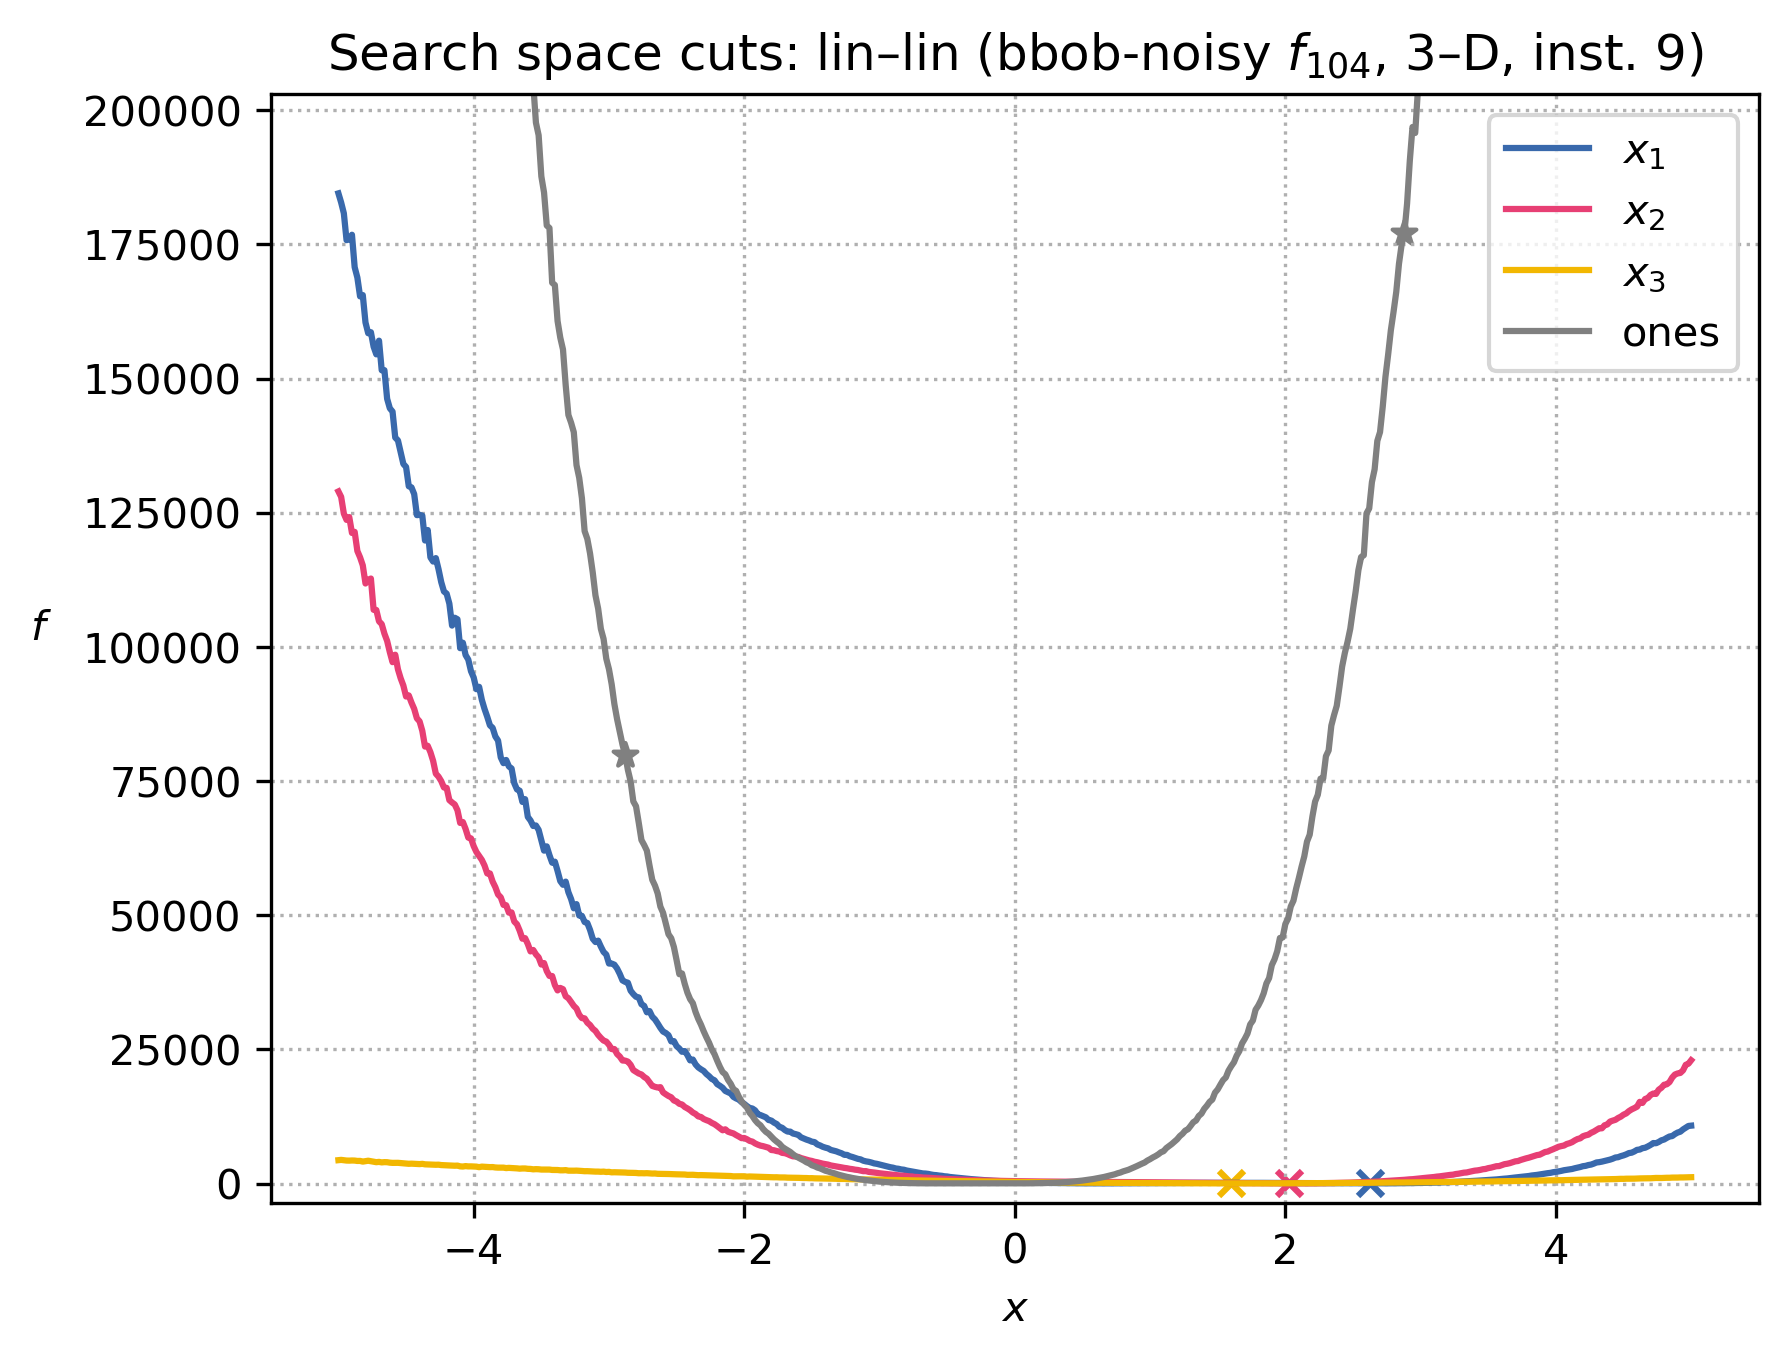 Search space cuts: lin–lin (bbob-noisy f₁₀₄, 3–D, inst. 9)
200000
175000
150000
125000
100000
75000
50000
25000
0
f
−4
−2
0
2
4
x
x₁
x₂
x₃
ones